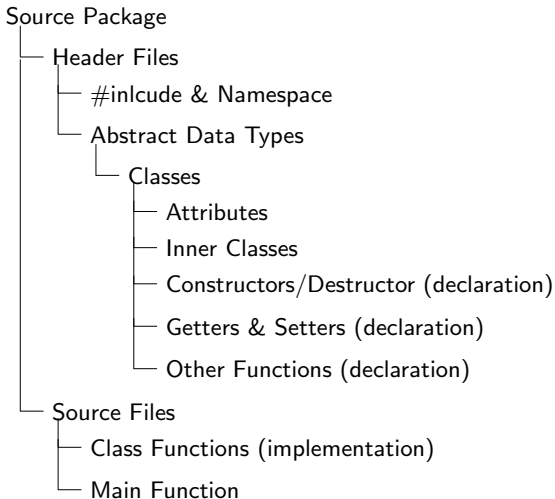 Source Package
Header Files
#inlcude & Namespace
Abstract Data Types
Classes
Attributes
Inner Classes
Constructors/Destructor (declaration)
Getters & Setters (declaration)
Other Functions (declaration)
Source Files
Class Functions (implementation)
Main Function